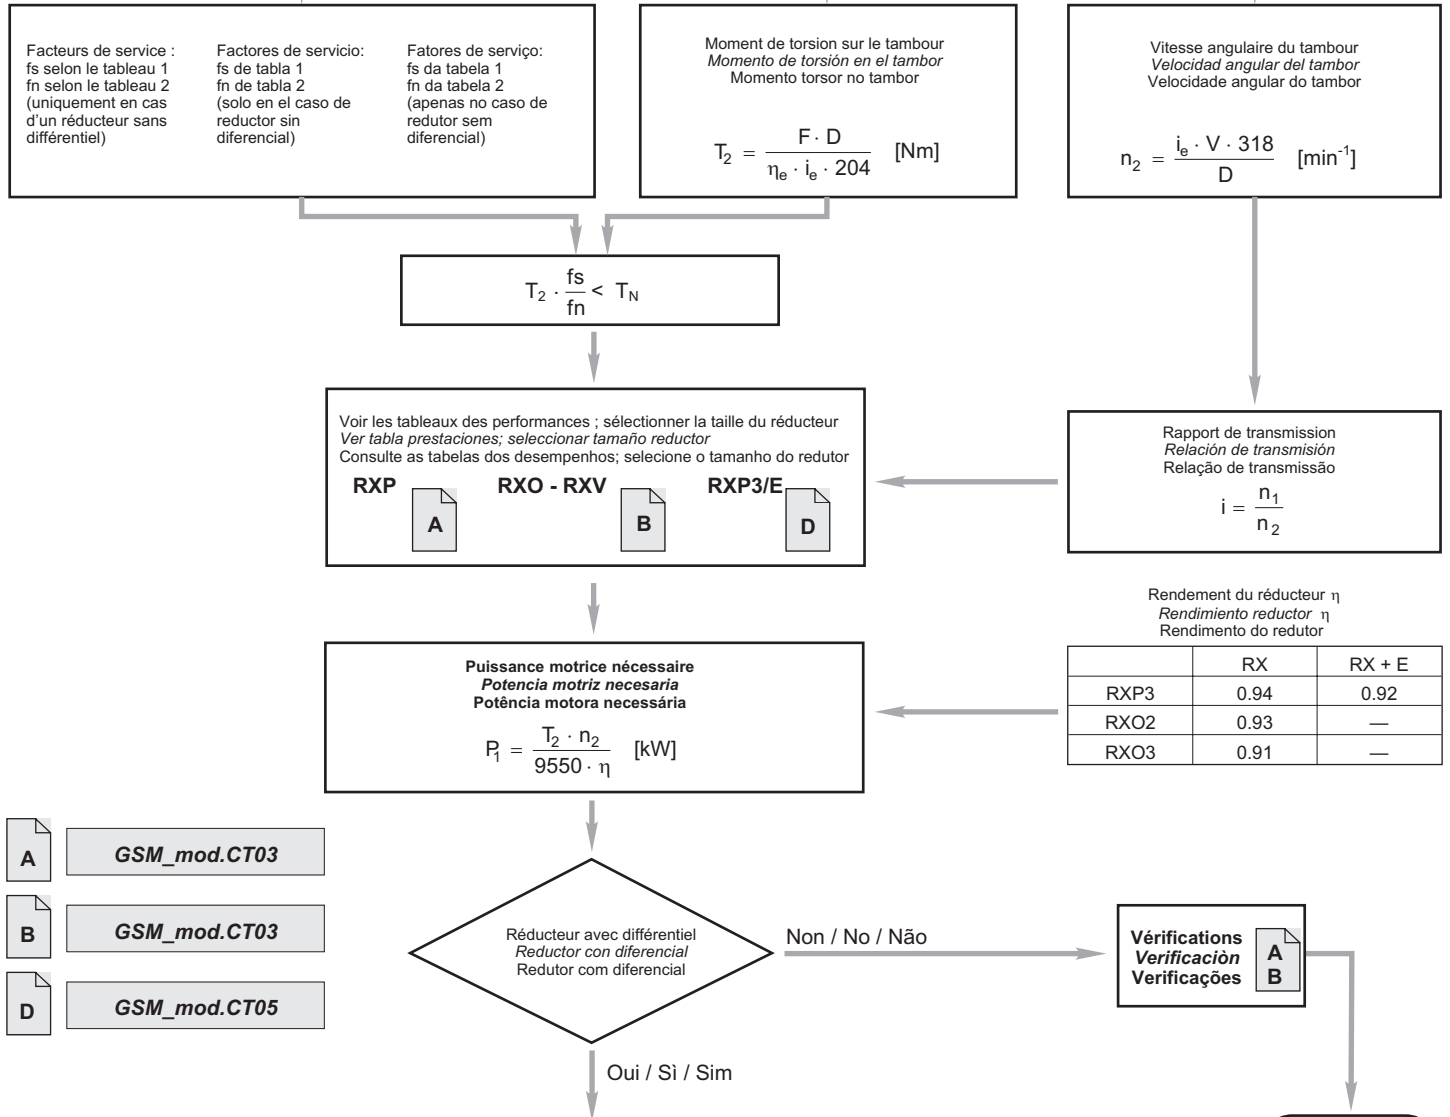 Facteurs de service :
fs selon le tableau 1
fn selon le tableau 2
(uniquement en cas
d'un réducteur sans
différentiel)
Factores de servicio:
fs de tabla 1
fn de tabla 2
(solo en el caso de
reductor sin
diferencial)
Fatores de serviço:
fs da tabela 1
fn da tabela 2
(apenas no caso de
redutor sem
diferencial)
Moment de torsion sur le tambour
Momento de torsión en el tambor
Momento torsor no tambor
T₂ = F · D / ηₑ · iₑ · 204 [Nm]
Vitesse angulaire du tambour
Velocidad angular del tambor
Velocidade angular do tambor
n₂ = iₑ · V · 318 / D [min⁻¹]
T₂ · fs / fn < T_N
Voir les tableaux des performances ; sélectionner la taille du réducteur
Ver tabla prestaciones; seleccionar tamaño reductor
Consulte as tabelas dos desempenhos; selecione o tamanho do redutor
RXP A RXO - RXV B RXP3/E D
Rapport de transmission
Relación de transmisión
Relação de transmissão
i = n₁ / n₂
Rendement du réducteur η
Rendimiento reductor η
Rendimento do redutor
RX RX + E
RXP3 0.94 0.92
RXO2 0.93 —
RXO3 0.91 —
Puissance motrice nécessaire
Potencia motriz necesaria
Potência motora necessária
P₁ = T₂ · n₂ / 9550 · η [kW]
A GSM_mod.CT03
B GSM_mod.CT03
D GSM_mod.CT05
Réducteur avec différentiel
Reductor con diferencial
Redutor com diferencial
Non / No / Não
Vérifications
Verificaciòn
Verificações
A
B
Oui / Sì / Sim